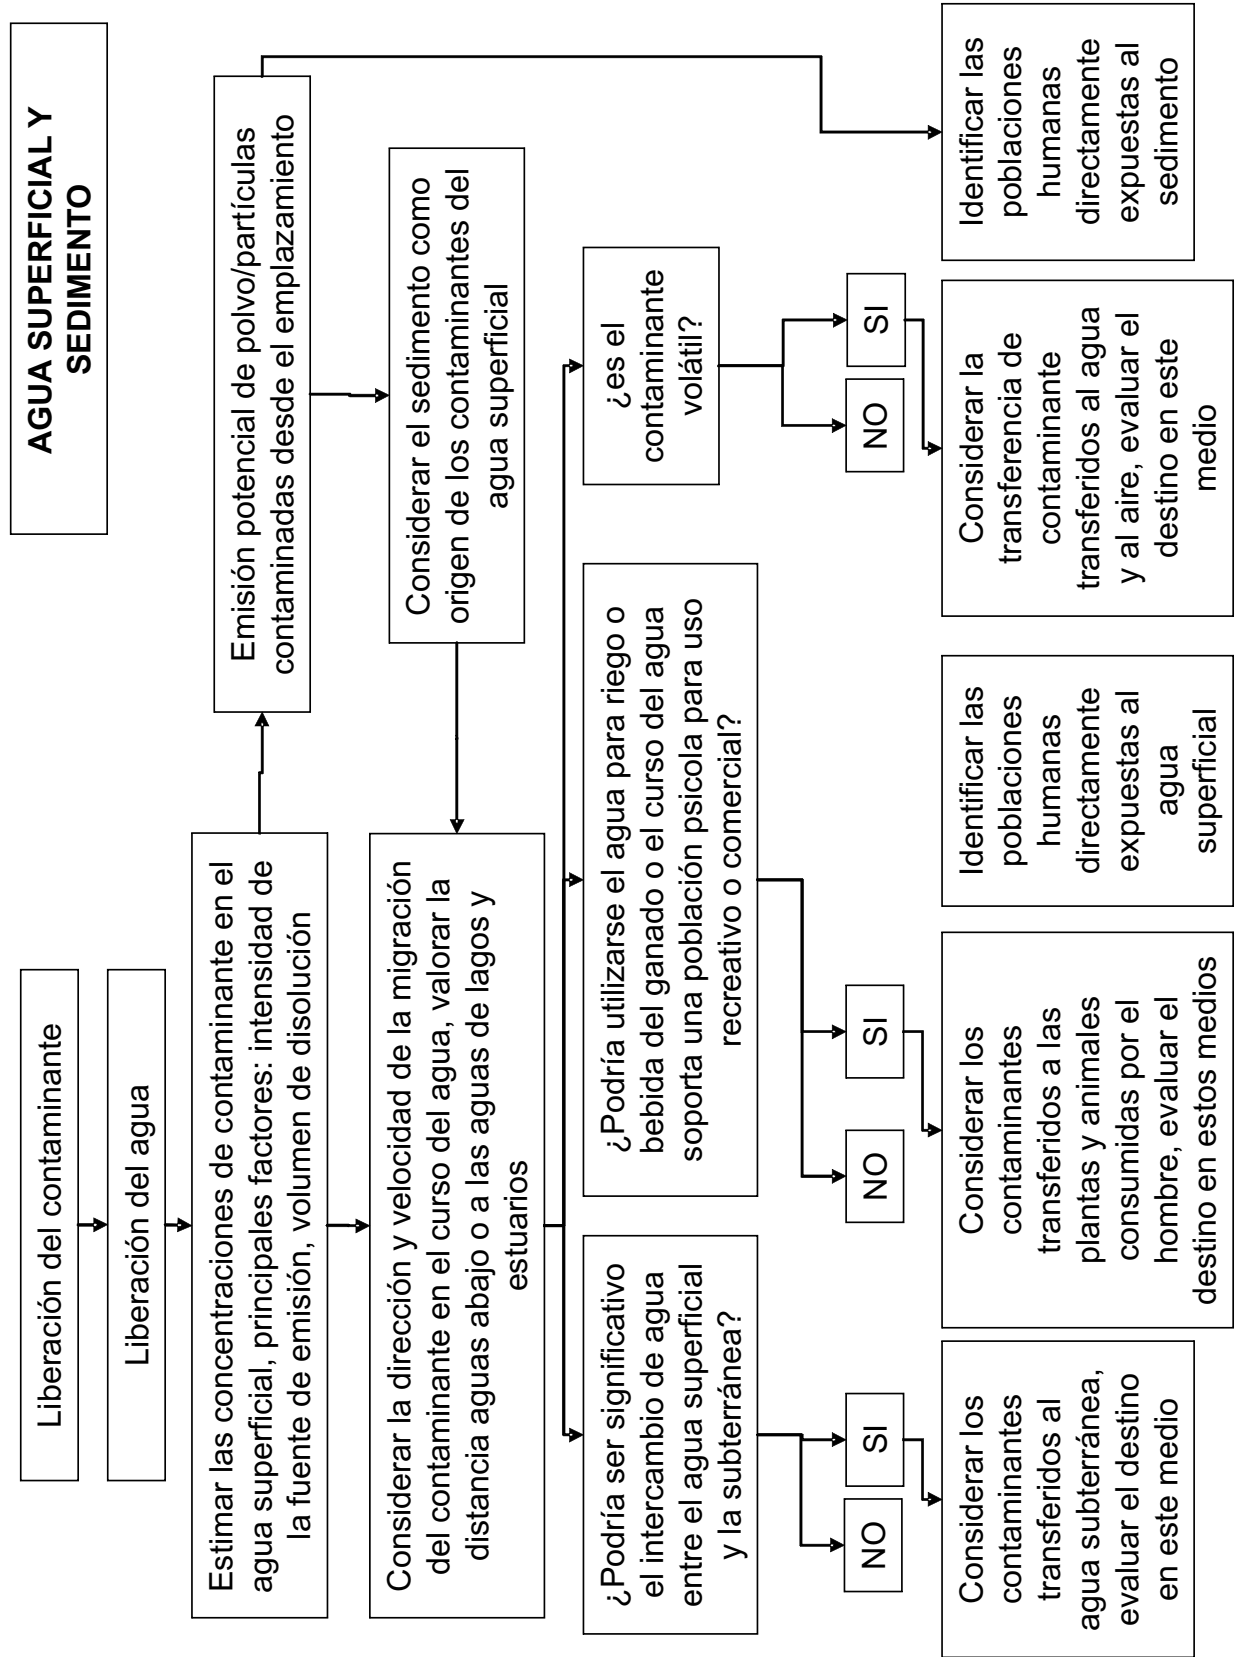 AGUA SUPERFICIAL Y
SEDIMENTO
Liberación del contaminante
Liberación del agua
Estimar las concentraciones de contaminante en el
agua superficial, principales factores: intensidad de
la fuente de emisión, volumen de disolución
Emisión potencial de polvo/partículas
contaminadas desde el emplazamiento
Considerar la dirección y velocidad de la migración
del contaminante en el curso del agua, valorar la
distancia aguas abajo o a las aguas de lagos y
estuarios
Considerar el sedimento como
origen de los contaminantes del
agua superficial
¿Podría ser significativo
el intercambio de agua
entre el agua superficial
y la subterránea?
¿Podría utilizarse el agua para riego o
bebida del ganado o el curso del agua
soporta una población psicola para uso
recreativo o comercial?
¿es el
contaminante
volátil?
NO
SI
NO
SI
NO
SI
Considerar los
contaminantes
transferidos al
agua subterránea,
evaluar el destino
en este medio
Considerar los
contaminantes
transferidos a las
plantas y animales
consumidas por el
hombre, evaluar el
destino en estos medios
Identificar las
poblaciones
humanas
directamente
expuestas al
agua
superficial
Considerar la
transferencia de
contaminante
transferidos al agua
y al aire, evaluar el
destino en este
medio
Identificar las
poblaciones
humanas
directamente
expuestas al
sedimento